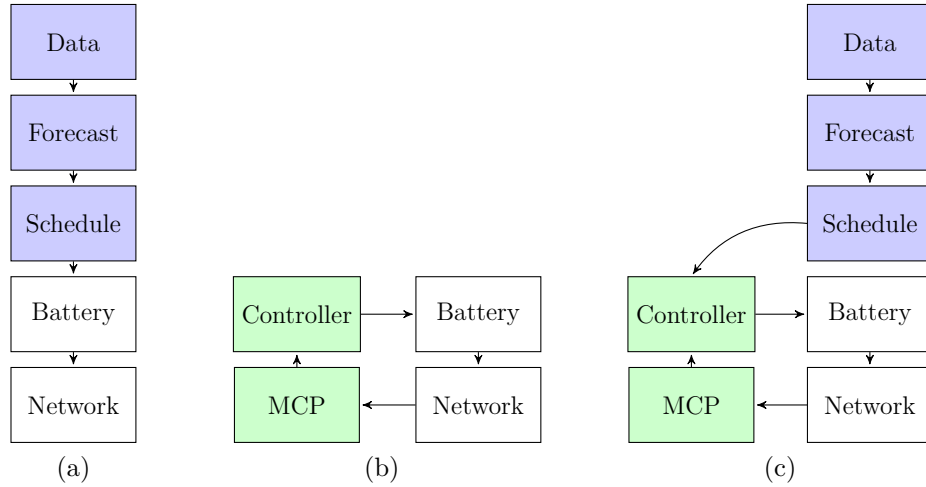 Data
Forecast
Schedule
Battery
Network
(a)
Controller
Battery
MCP
Network
(b)
Data
Forecast
Schedule
Controller
Battery
MCP
Network
(c)